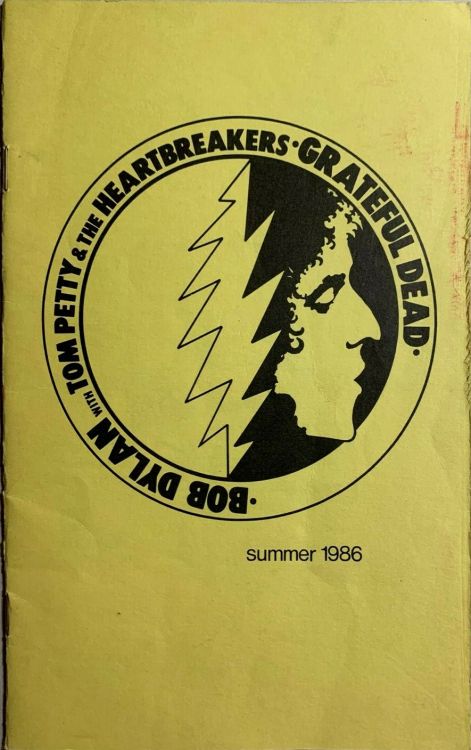 ·BOB DYLAN WITH TOM PETTY & THE HEARTBREAKERS·GRATEFUL DEAD·
summer 1986